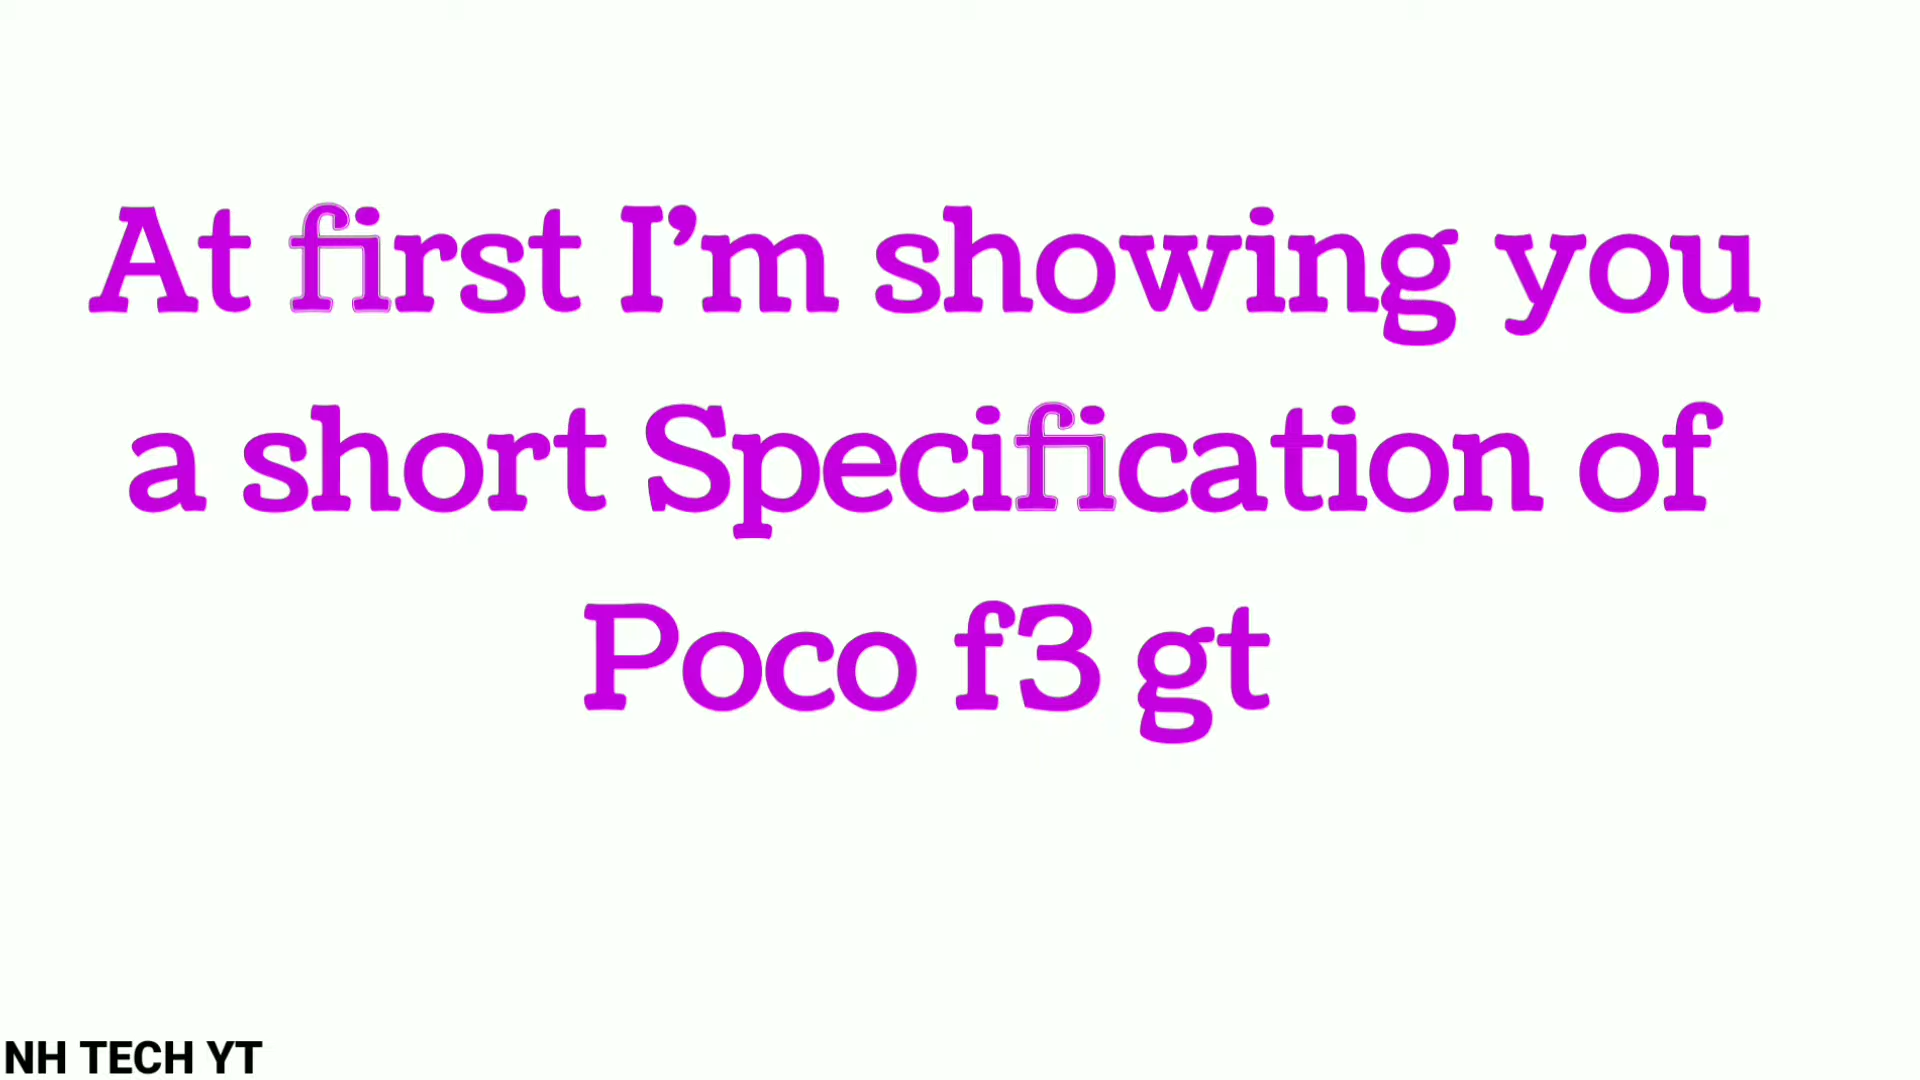 At first I’m showing you
a short Specification of
Poco f3 gt
NH TECH YT